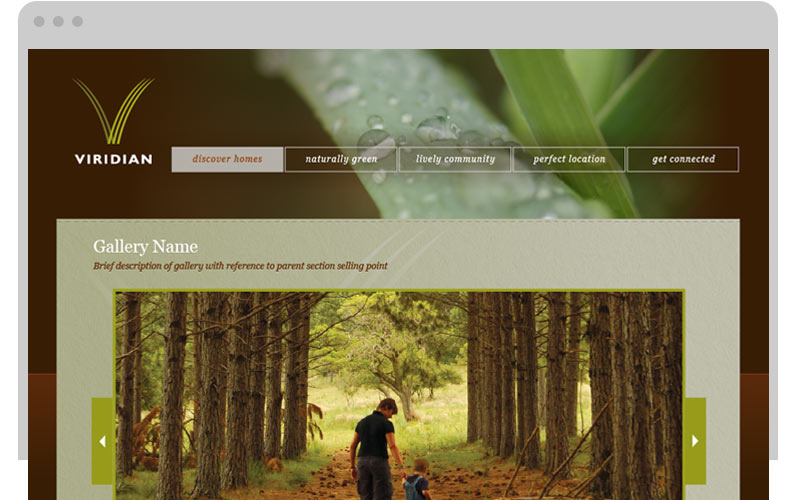 VIRIDIAN
discover homes
naturally green
lively community
perfect location
get connected
Gallery Name
Brief description of gallery with reference to parent section selling point